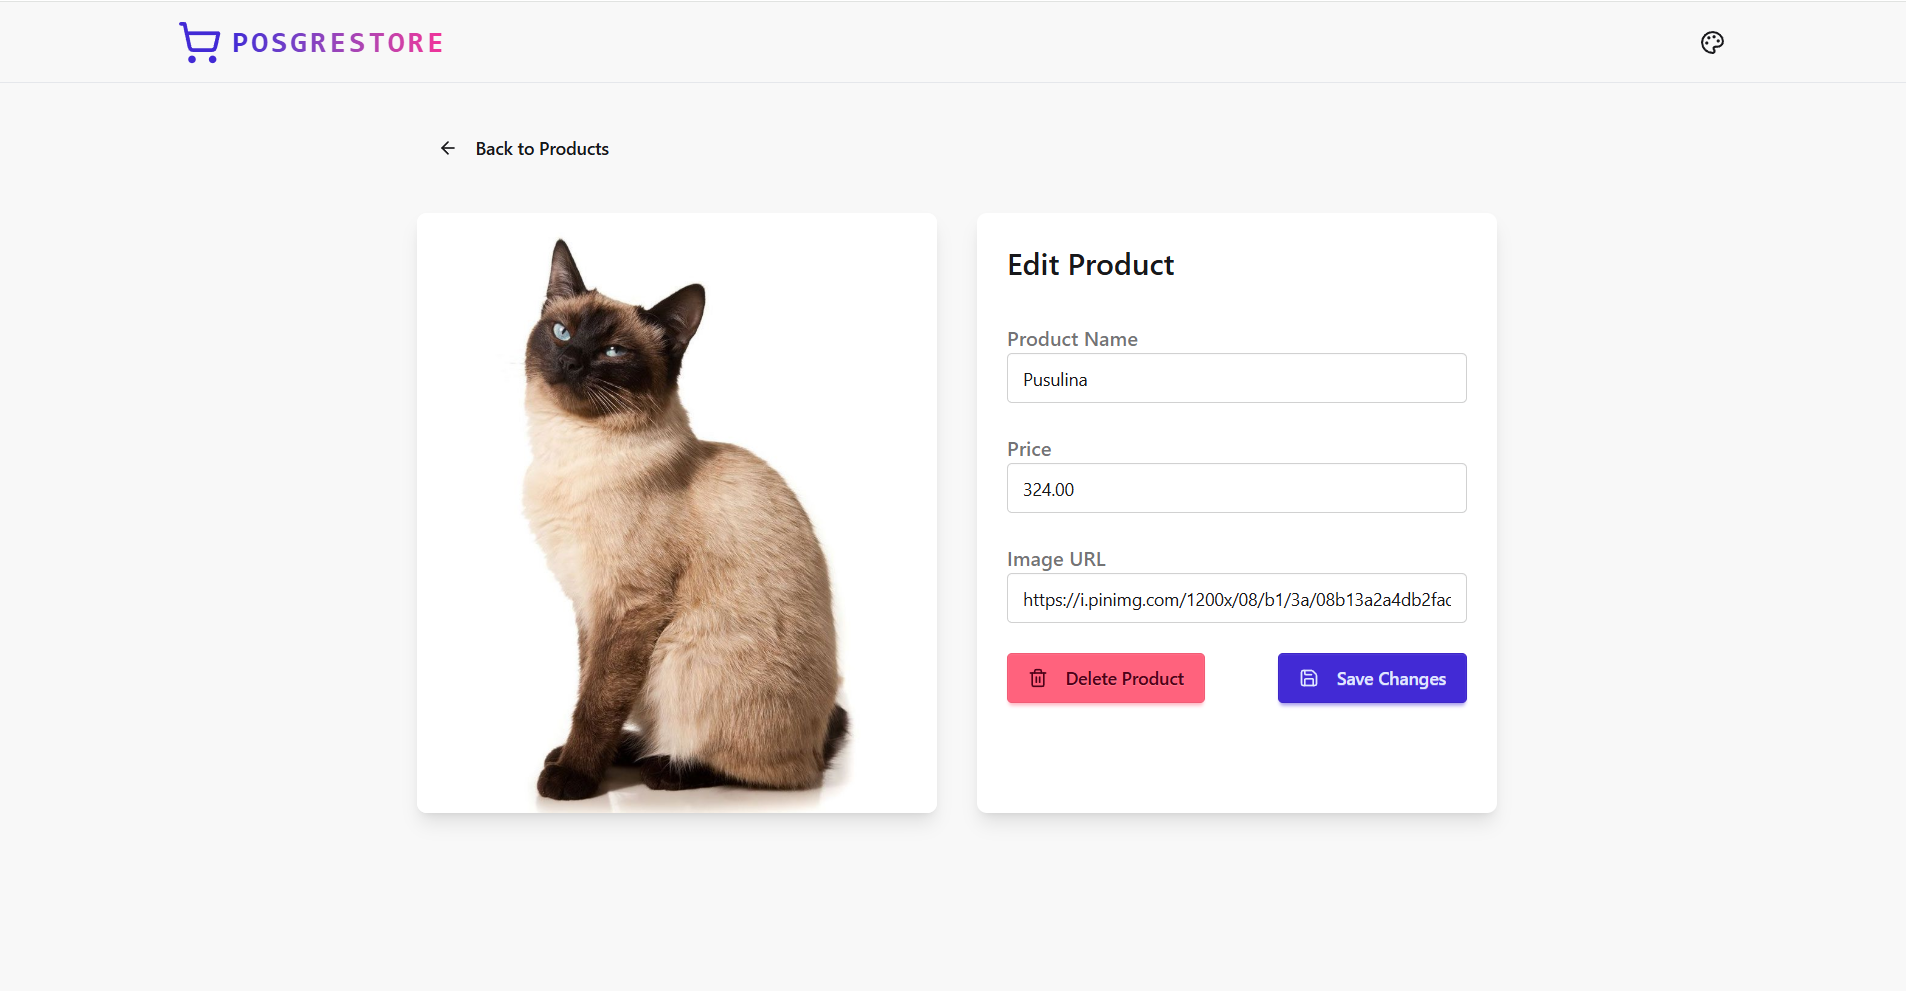 POSGRESTORE
Back to Products
Edit Product
Product Name
Pusulina
Price
324.00
Image URL
https://i.pinimg.com/1200x/08/b1/3a/08b13a2a4db2fac
Delete Product
Save Changes